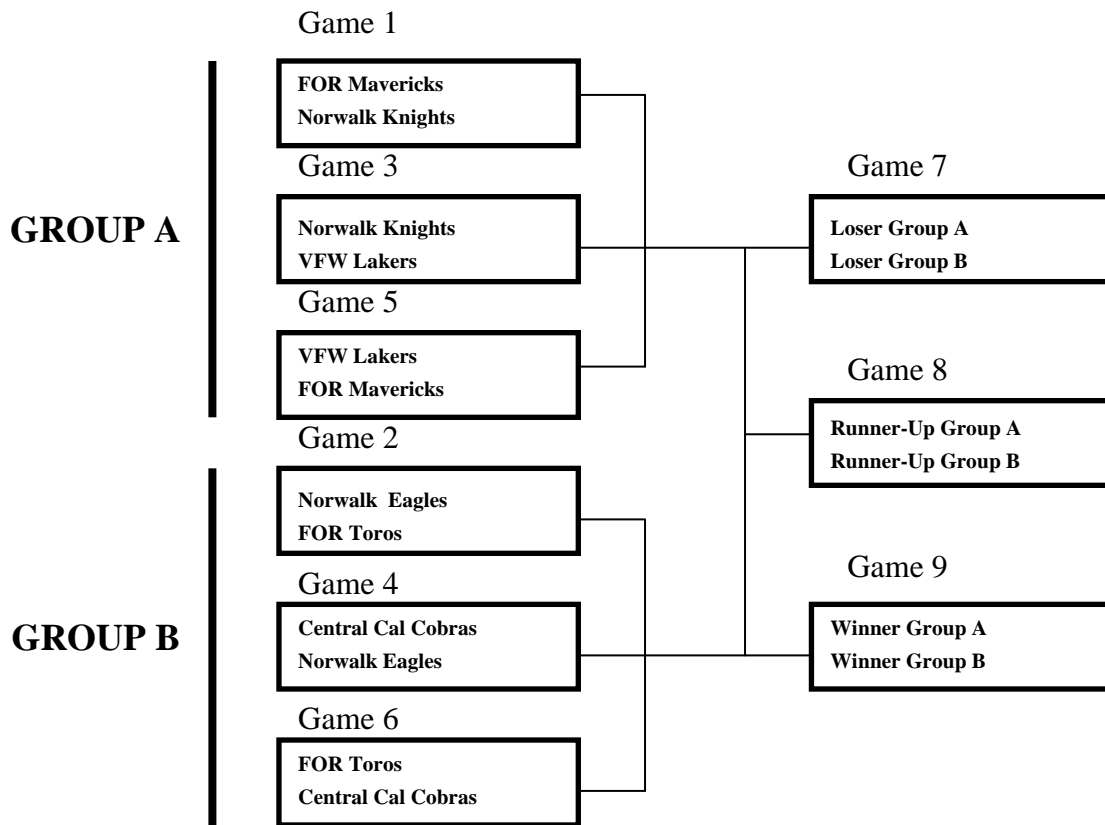 Game 1
FOR Mavericks
Norwalk Knights
Game 3
Norwalk Knights
VFW Lakers
GROUP A
Game 5
VFW Lakers
FOR Mavericks
Game 2
Norwalk Eagles
FOR Toros
Game 4
Central Cal Cobras
Norwalk Eagles
GROUP B
Game 6
FOR Toros
Central Cal Cobras
Game 7
Loser Group A
Loser Group B
Game 8
Runner-Up Group A
Runner-Up Group B
Game 9
Winner Group A
Winner Group B